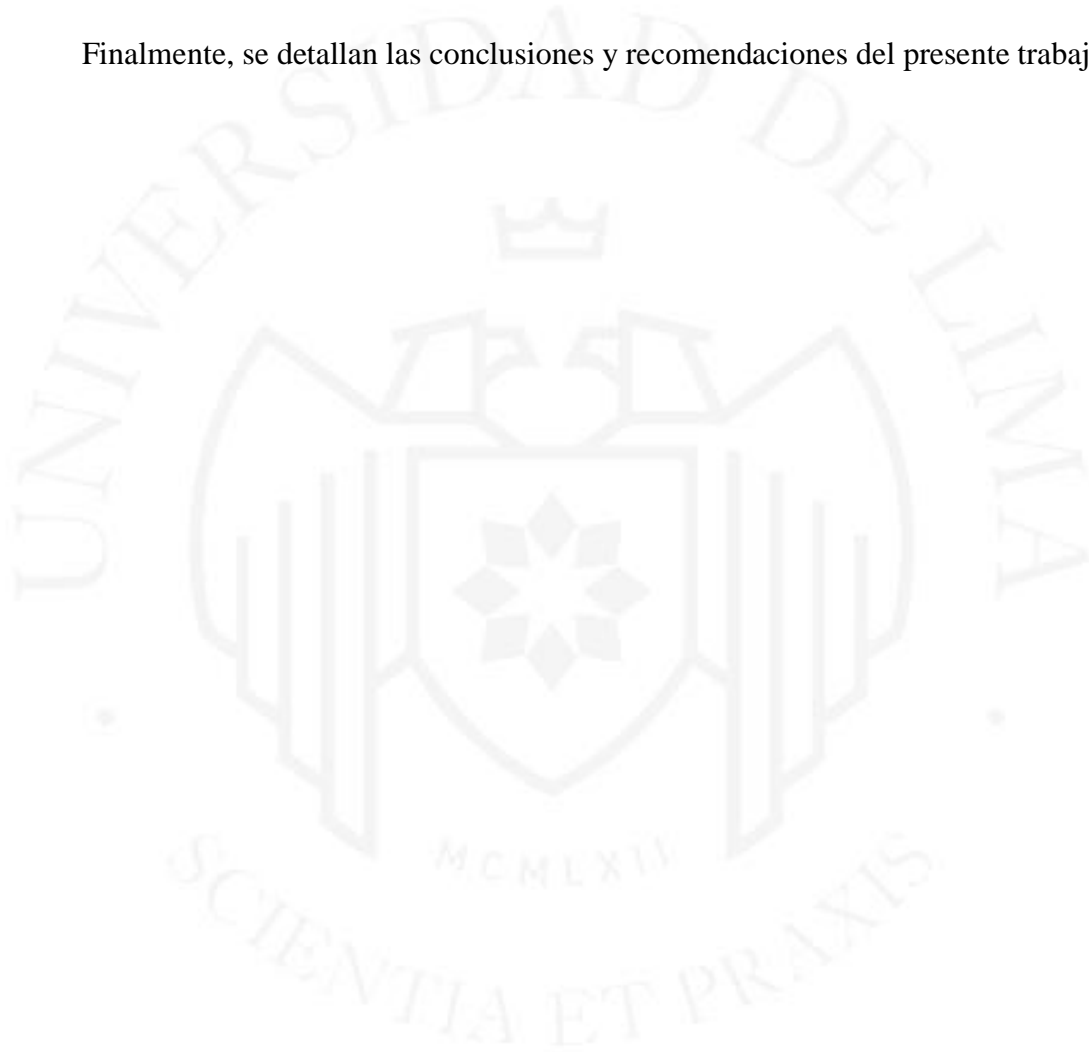 Finalmente, se detallan las conclusiones y recomendaciones del presente trabaj
UNIVERSIDAD DE LIMA
MCMLXII
SCIENTIA ET PRAXIS